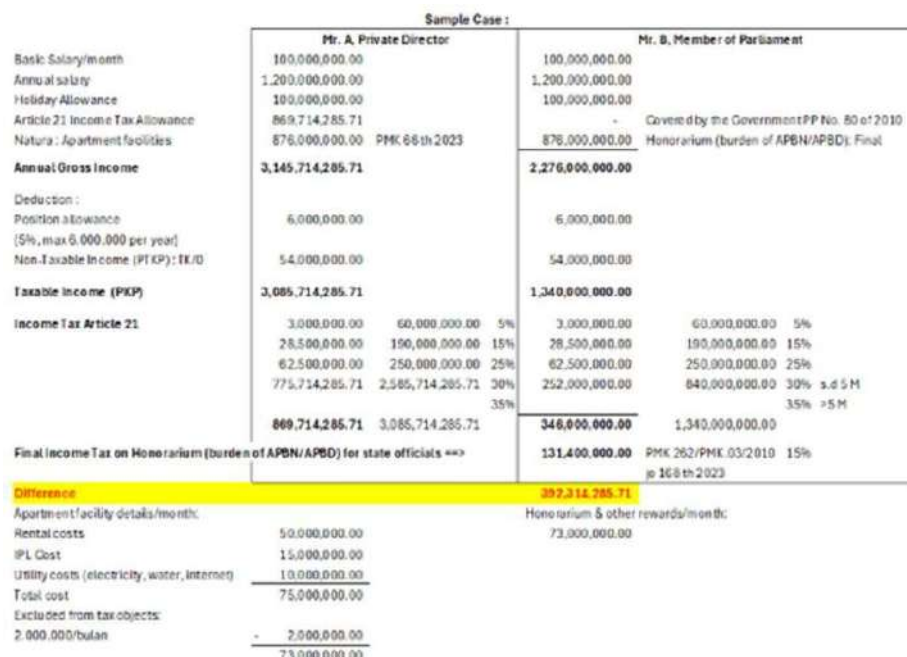 Sample Case :
Mr. A, Private Director Mr. B, Member of Parliament
Basic Salary/month 100,000,000.00 100,000,000.00
Annual salary 1,200,000,000.00 1,200,000,000.00
Holiday Allowance 100,000,000.00 100,000,000.00
Article 21 Income Tax Allowance 869,714,285.71 - Covered by the Government PP No. 80 of 2010
Natura : Apartment facilities 876,000,000.00 PMK 66 th 2023 876,000,000.00 Honorarium (burden of APBN/APBD): Final
Annual Gross Income 3,145,714,285.71 2,276,000,000.00
Deduction :
Position allowance 6,000,000.00 6,000,000.00
(5%, max 6.000.000 per year)
Non-Taxable Income (PTKP) : TK/0 54,000,000.00 54,000,000.00
Taxable Income (PKP) 3,085,714,285.71 1,340,000,000.00
Income Tax Article 21 3,000,000.00 60,000,000.00 5% 3,000,000.00 60,000,000.00 5%
28,500,000.00 190,000,000.00 15% 28,500,000.00 190,000,000.00 15%
62,500,000.00 250,000,000.00 25% 62,500,000.00 250,000,000.00 25%
775,714,285.71 2,585,714,285.71 30% 252,000,000.00 840,000,000.00 30% s.d 5 M
35% 35% >5 M
869,714,285.71 3,085,714,285.71 346,000,000.00 1,340,000,000.00
Final Income Tax on Honorarium (burden of APBN/APBD) for state officials ==> 131,400,000.00 PMK 262/PMK.03/2010 15%
jo 168 th 2023
Difference 392,314,285.71
Apartment facility details/month: Honorarium & other rewards/month:
Rental costs 50,000,000.00 73,000,000.00
IPL Cost 15,000,000.00
Utility costs (electricity, water, internet) 10,000,000.00
Total cost 75,000,000.00
Excluded from tax objects:
2.000.000/bulan - 2,000,000.00
73,000,000.00